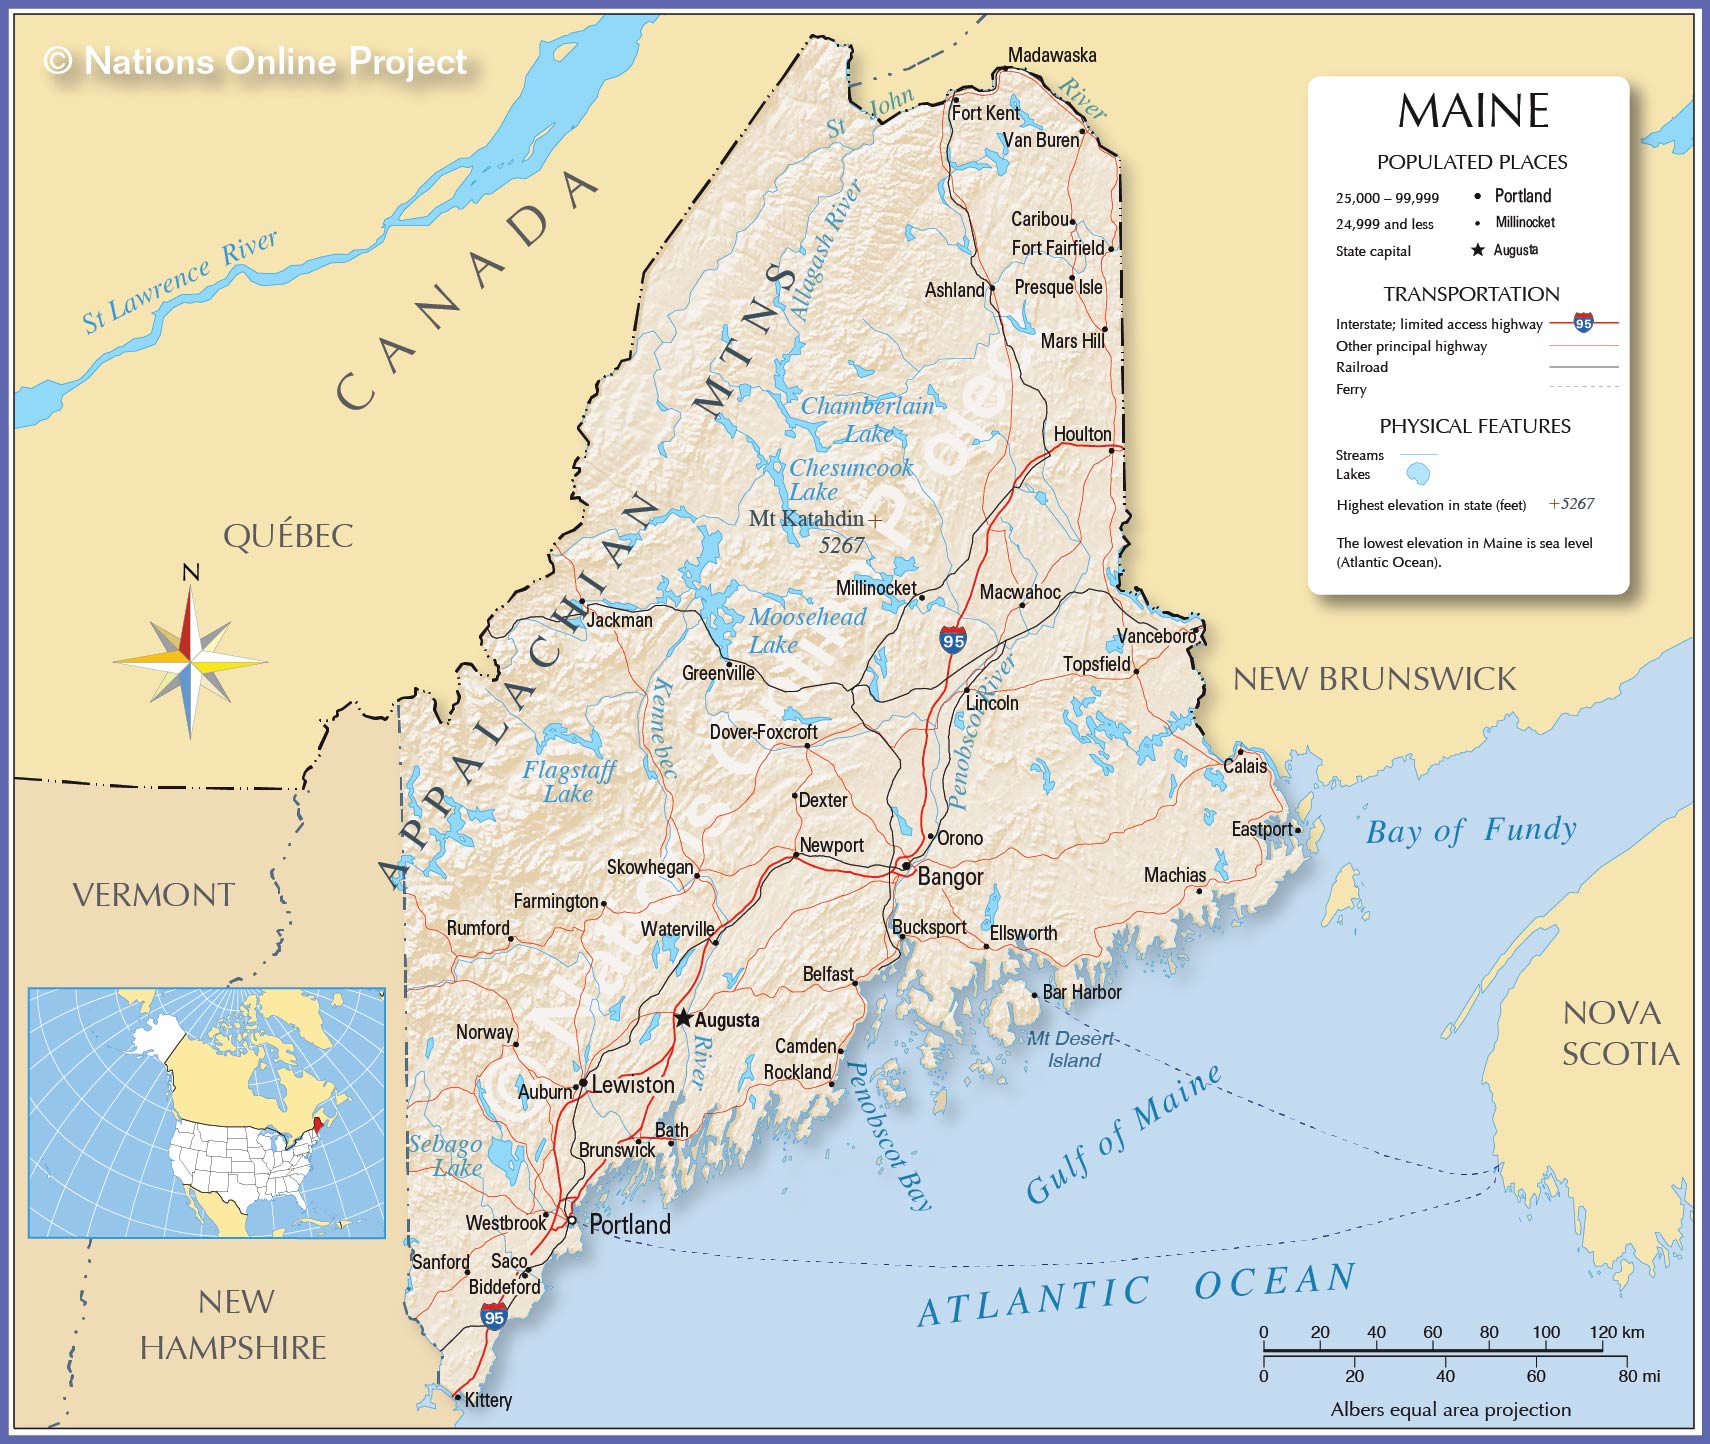 © Nations Online Project
MAINE
POPULATED PLACES
25,000 – 99,999
Portland
24,999 and less
Millinocket
State capital
Augusta
TRANSPORTATION
Interstate; limited access highway
95
Other principal highway
Railroad
Ferry
PHYSICAL FEATURES
Streams
Lakes
Highest elevation in state (feet)
+5267
The lowest elevation in Maine is sea level
(Atlantic Ocean).
Madawaska
St John River
Fort Kent
Van Buren
St Lawrence River
CANADA
Allagash River
Caribou
Fort Fairfield
Ashland
Presque Isle
Mars Hill
APPALACHIAN MTNS
Chamberlain
Lake
Houlton
Chesuncook
Lake
Mt Katahdin +
5267
QUÉBEC
N
Millinocket
Macwahoc
Jackman
Moosehead
Lake
95
Vanceboro
Topsfield
Greenville
NEW BRUNSWICK
Kennebec
Penobscot River
Lincoln
Dover-Foxcroft
Flagstaff
Lake
Calais
Dexter
Eastport
Bay of Fundy
Orono
Newport
Skowhegan
Bangor
Machias
VERMONT
Farmington
Rumford
Waterville
Bucksport
Ellsworth
Belfast
Bar Harbor
Augusta
NOVA
SCOTIA
Norway
River
Mt Desert
Island
Camden
Rockland
Auburn
Lewiston
Penobscot Bay
Gulf of Maine
Bath
Brunswick
Sebago
Lake
Westbrook
Portland
Sanford
Saco
Biddeford
ATLANTIC OCEAN
NEW
HAMPSHIRE
95
Kittery
0 20 40 60 80 100 120 km
0 20 40 60 80 mi
Albers equal area projection
© Nations Online Project